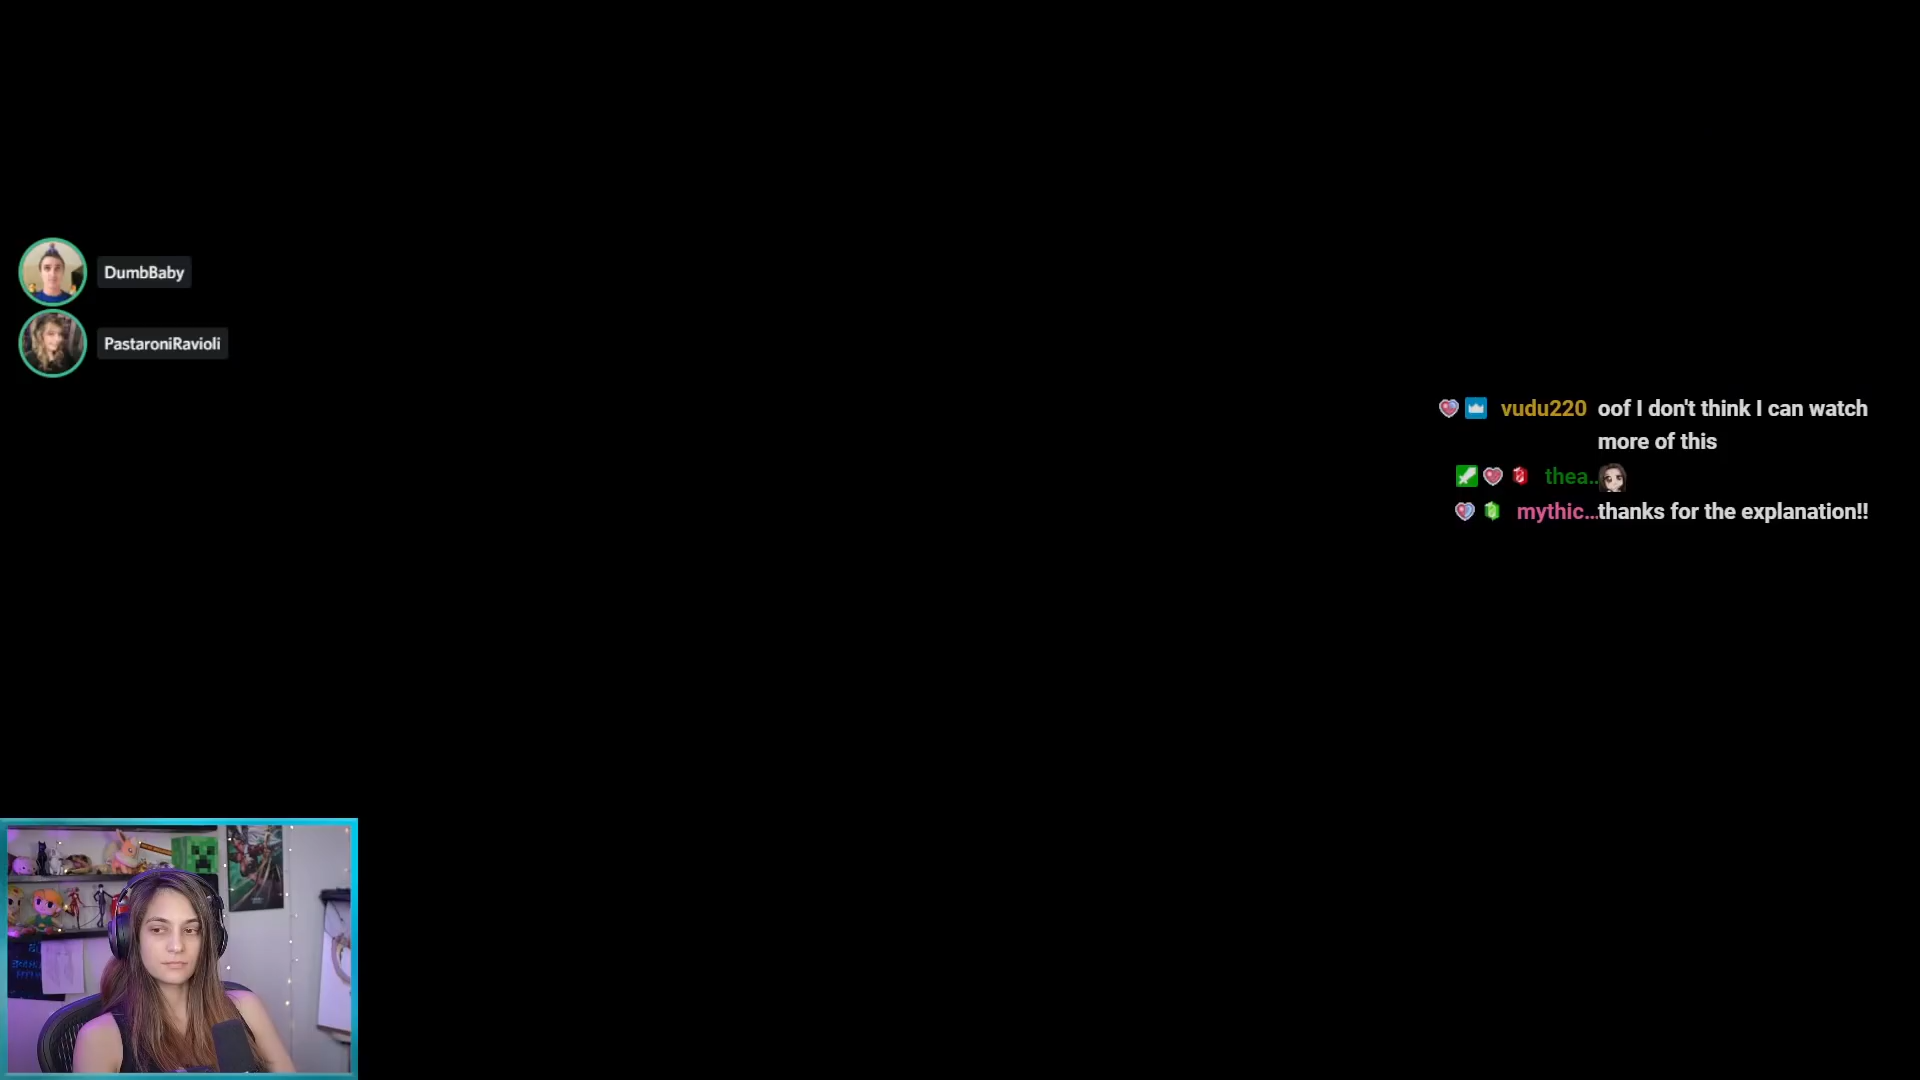 DumbBaby
PastaroniRavioli
vudu220 oof I don't think I can watch
more of this
thea..
mythic... thanks for the explanation!!